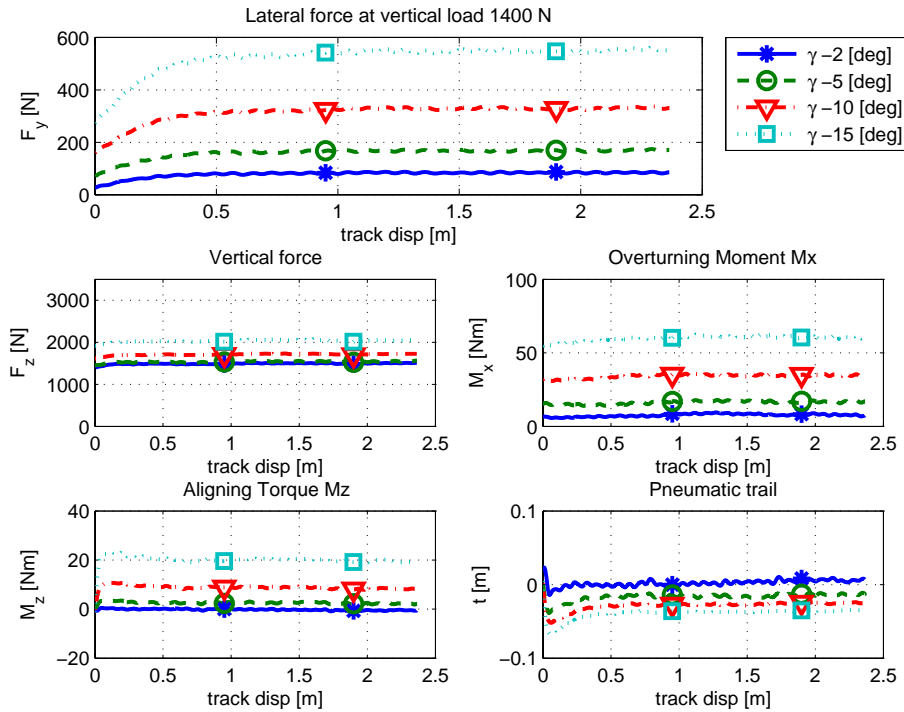 Lateral force at vertical load 1400 N
600
400
200
0
F_y [N]
0 0.5 1 1.5 2 2.5
track disp [m]
γ −2 [deg]
γ −5 [deg]
γ −10 [deg]
γ −15 [deg]
Vertical force
3000
2000
1000
0
F_z [N]
0 0.5 1 1.5 2 2.5
track disp [m]
Overturning Moment Mx
100
50
0
M_x [Nm]
0 0.5 1 1.5 2 2.5
track disp [m]
Aligning Torque Mz
40
20
0
−20
M_z [Nm]
0 0.5 1 1.5 2 2.5
track disp [m]
Pneumatic trail
0.1
0
−0.1
t [m]
0 0.5 1 1.5 2 2.5
track disp [m]